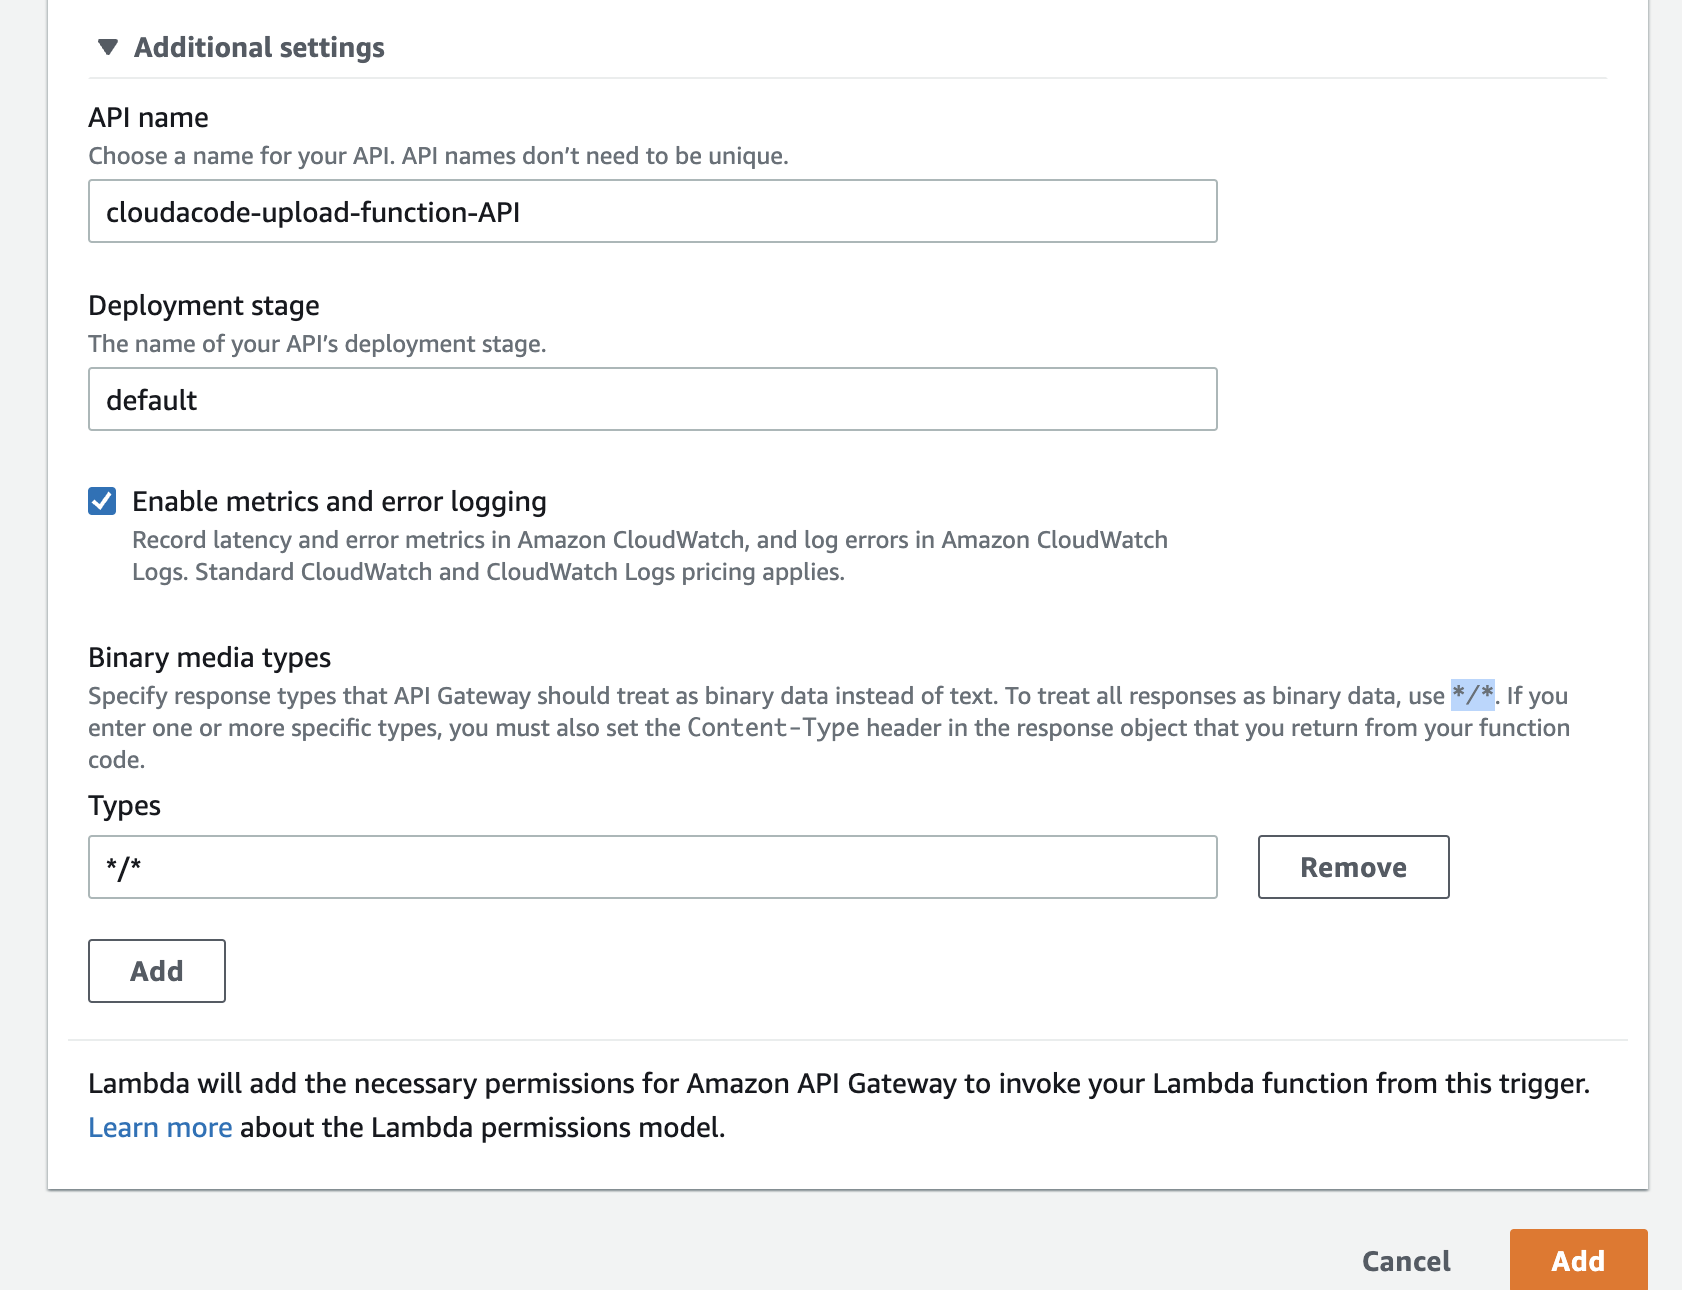 Additional settings
API name
Choose a name for your API. API names don’t need to be unique.
cloudacode-upload-function-API
Deployment stage
The name of your API’s deployment stage.
default
Enable metrics and error logging
Record latency and error metrics in Amazon CloudWatch, and log errors in Amazon CloudWatch
Logs. Standard CloudWatch and CloudWatch Logs pricing applies.
Binary media types
Specify response types that API Gateway should treat as binary data instead of text. To treat all responses as binary data, use */*. If you
enter one or more specific types, you must also set the Content-Type header in the response object that you return from your function
code.
Types
*/*
Remove
Add
Lambda will add the necessary permissions for Amazon API Gateway to invoke your Lambda function from this trigger.
Learn more about the Lambda permissions model.
Cancel
Add